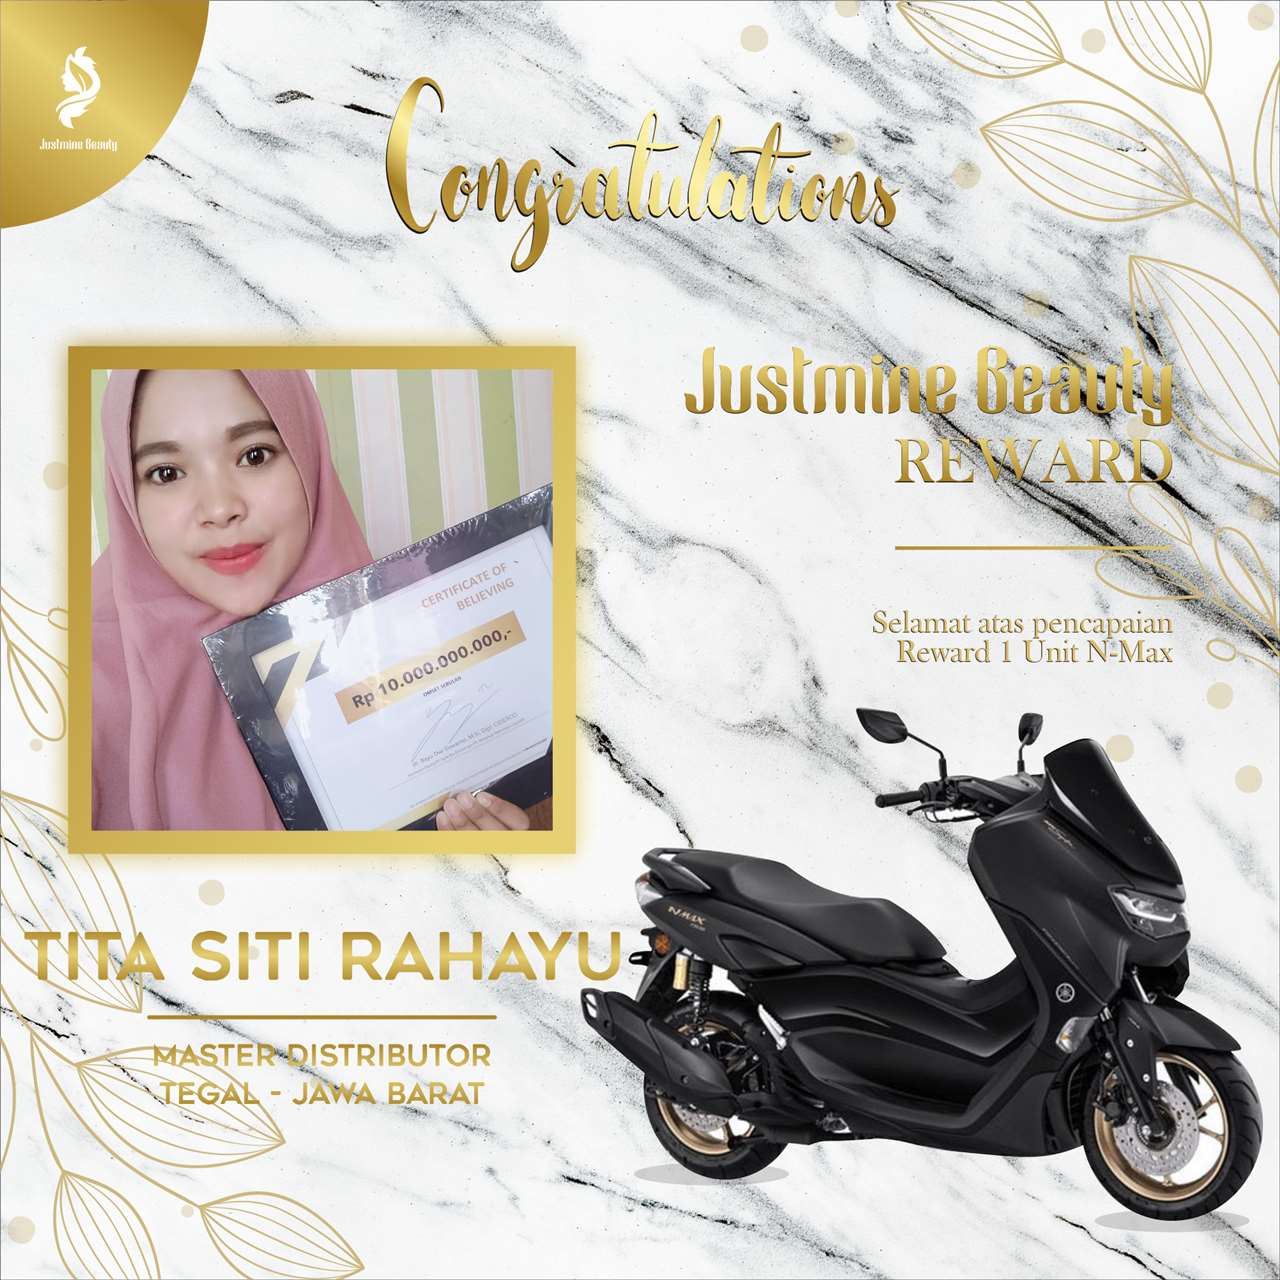 Justmine Beauty
Congratulations
Justmine Beauty
REWARD
Selamat atas pencapaian
Reward 1 Unit N-Max
CERTIFICATE OF
BELIEVING
Rp 10.000.000.000,-
NMAX
TITA SITI RAHAYU
MASTER DISTRIBUTOR
TEGAL - JAWA BARAT